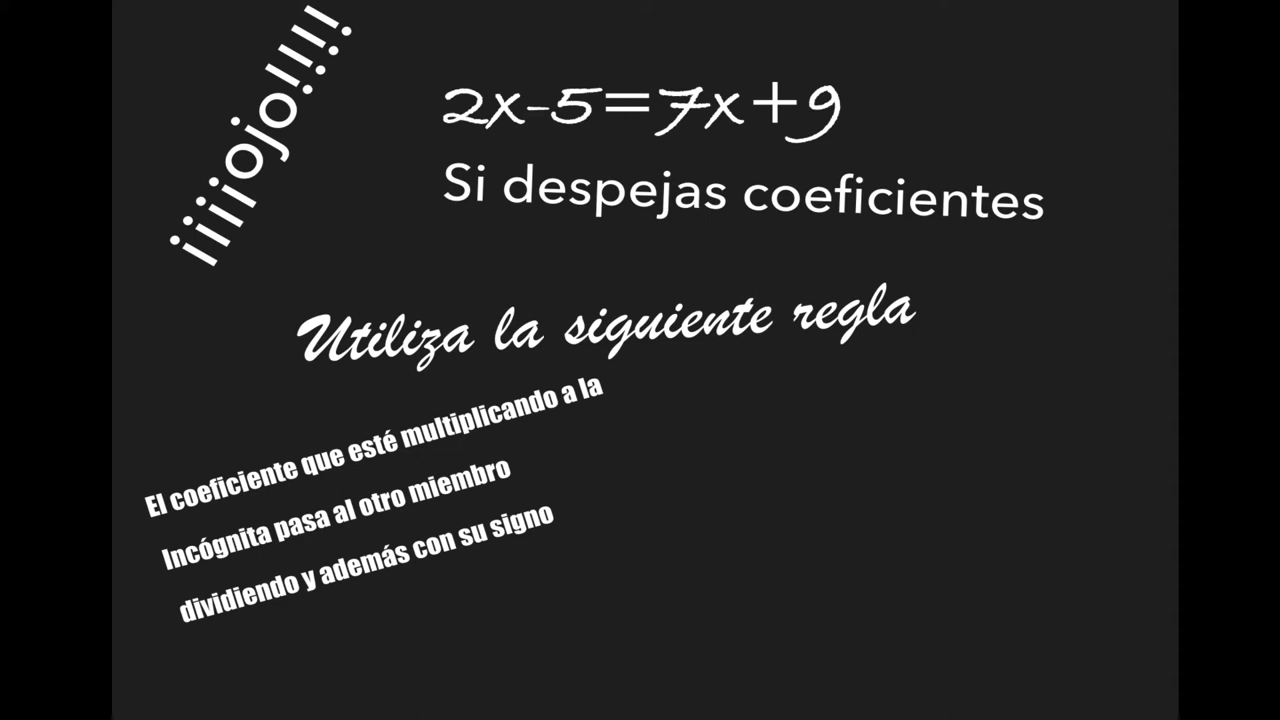 ¡¡¡ojo!!!!
2x-5=7x+9
Si despejas coeficientes
Utiliza la siguiente regla
El coeficiente que esté multiplicando a la
Incógnita pasa al otro miembro
dividiendo y además con su signo